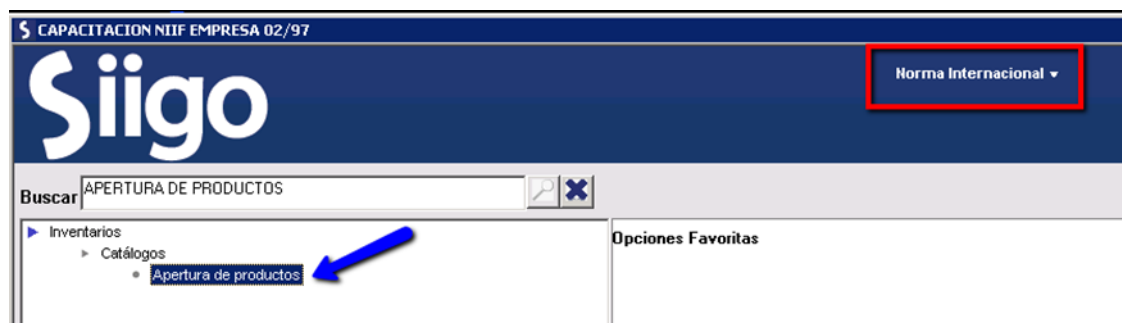 CAPACITACION NIIF EMPRESA 02/97
Siigo
Norma Internacional
Buscar APERTURA DE PRODUCTOS
Inventarios
Catálogos
Apertura de productos
Opciones Favoritas